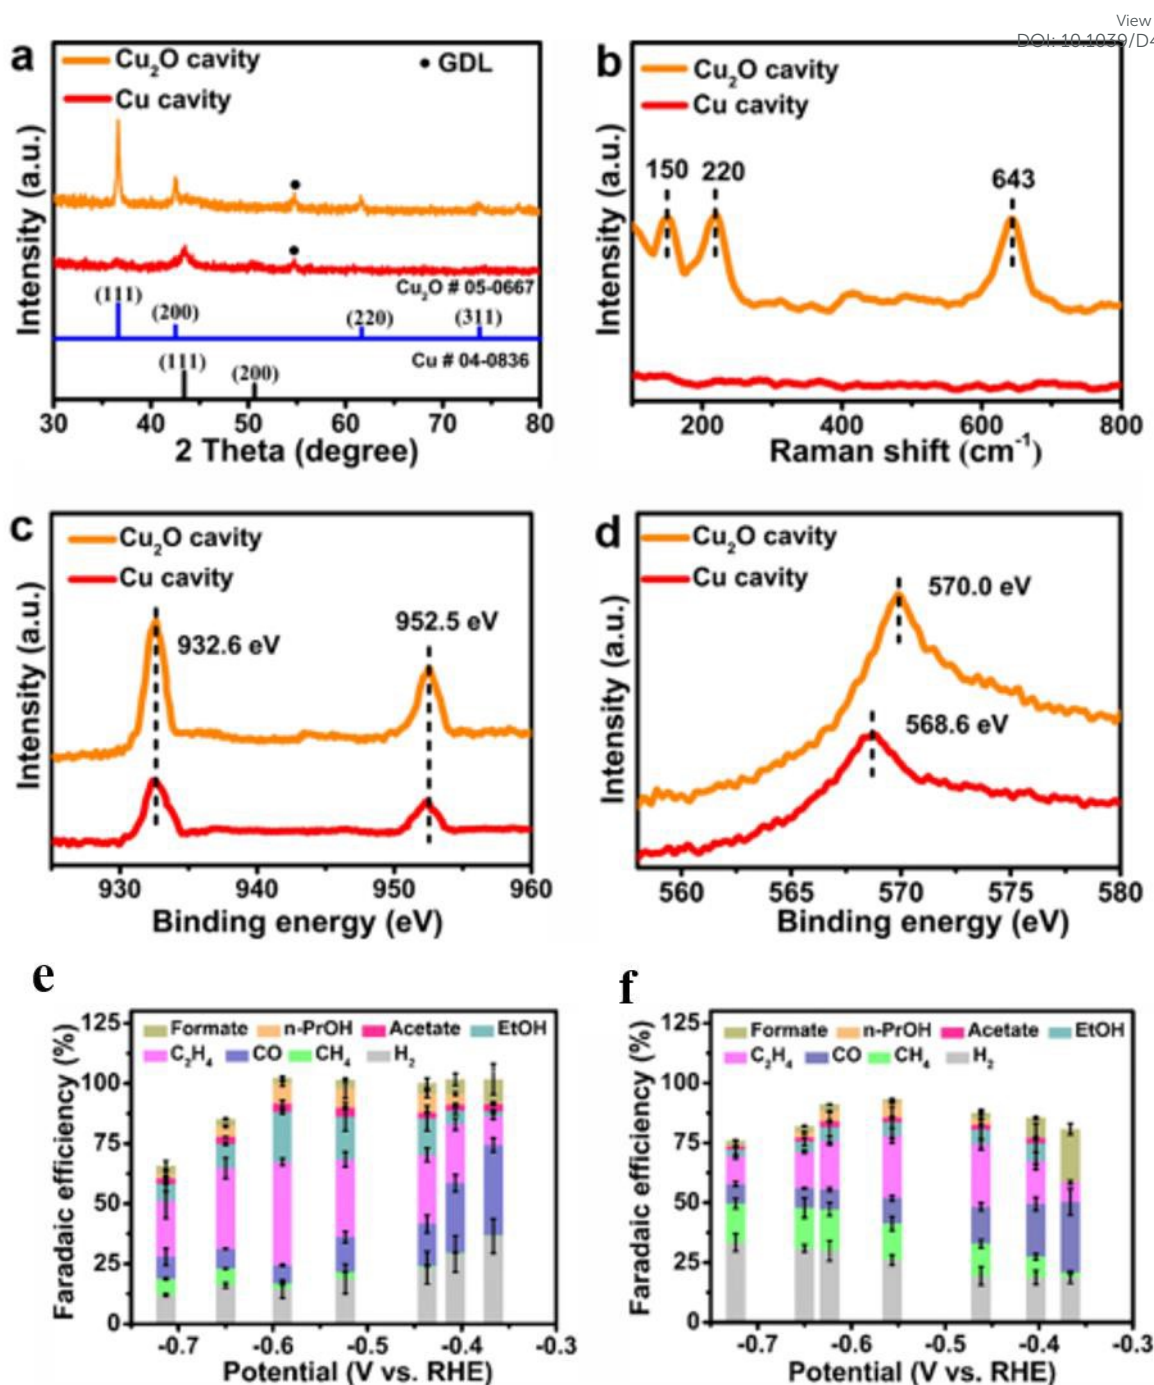 View
DOI: 10.1039/D4
a
Cu₂O cavity
Cu cavity
• GDL
Intensity (a.u.)
Cu₂O # 05-0667
(111)
(200)
(220)
(311)
Cu # 04-0836
(111)
(200)
30 40 50 60 70 80
2 Theta (degree)
b
Cu₂O cavity
Cu cavity
150
220
643
Intensity (a.u.)
200 400 600 800
Raman shift (cm⁻¹)
c
Cu₂O cavity
Cu cavity
932.6 eV
952.5 eV
Intensity (a.u.)
930 940 950 960
Binding energy (eV)
d
Cu₂O cavity
Cu cavity
570.0 eV
568.6 eV
Intensity (a.u.)
560 565 570 575 580
Binding energy (eV)
e
Formate n-PrOH Acetate EtOH
C₂H₄ CO CH₄ H₂
Faradaic efficiency (%)
125
100
75
50
25
0
-0.7 -0.6 -0.5 -0.4 -0.3
Potential (V vs. RHE)
f
Formate n-PrOH Acetate EtOH
C₂H₄ CO CH₄ H₂
Faradaic efficiency (%)
125
100
75
50
25
0
-0.7 -0.6 -0.5 -0.4 -0.3
Potential (V vs. RHE)